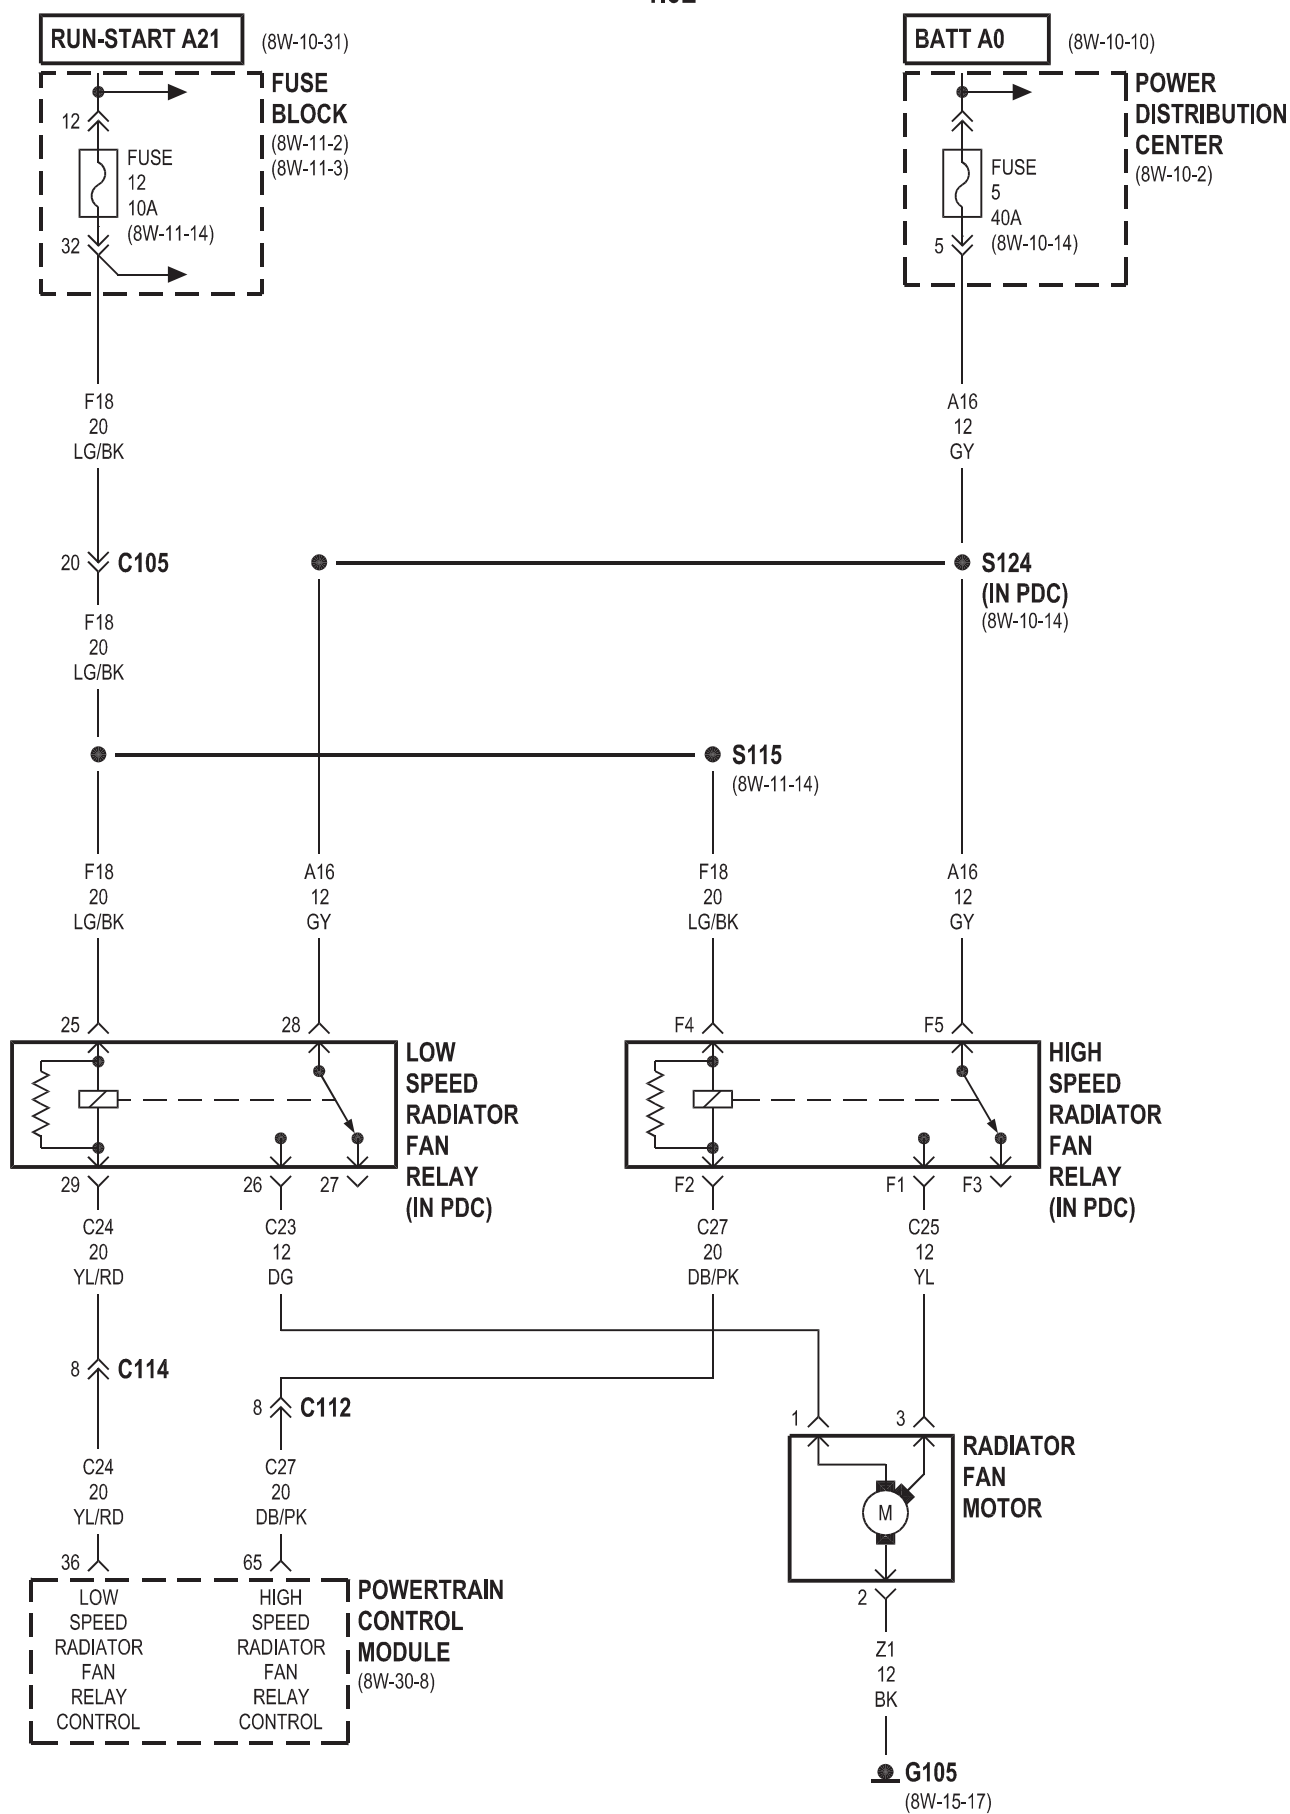 RUN-START A21
(8W-10-31)
BATT A0
(8W-10-10)
FUSE
BLOCK
(8W-11-2)
(8W-11-3)
12
FUSE
12
10A
(8W-11-14)
32
POWER
DISTRIBUTION
CENTER
(8W-10-2)
FUSE
5
40A
(8W-10-14)
5
F18
20
LG/BK
A16
12
GY
20
C105
S124
(IN PDC)
(8W-10-14)
F18
20
LG/BK
S115
(8W-11-14)
F18
20
LG/BK
A16
12
GY
F18
20
LG/BK
A16
12
GY
25
28
F4
F5
LOW
SPEED
RADIATOR
FAN
RELAY
(IN PDC)
HIGH
SPEED
RADIATOR
FAN
RELAY
(IN PDC)
29
26
27
F2
F1
F3
C24
20
YL/RD
C23
12
DG
C27
20
DB/PK
C25
12
YL
8
C114
8
C112
1
3
RADIATOR
FAN
MOTOR
M
C24
20
YL/RD
C27
20
DB/PK
36
65
LOW
SPEED
RADIATOR
FAN
RELAY
CONTROL
HIGH
SPEED
RADIATOR
FAN
RELAY
CONTROL
POWERTRAIN
CONTROL
MODULE
(8W-30-8)
2
Z1
12
BK
G105
(8W-15-17)